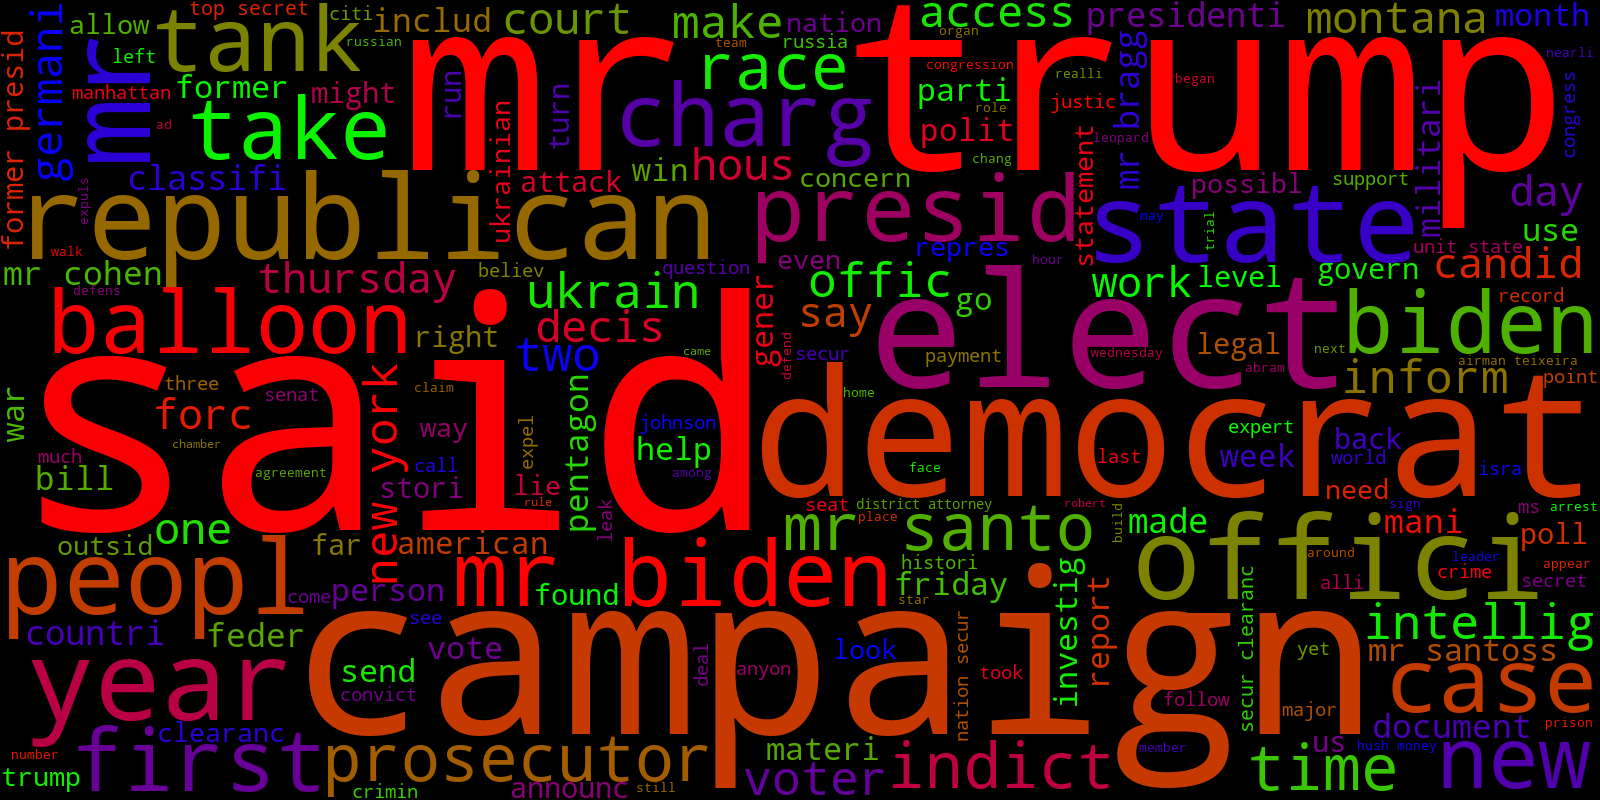 top secret
citi
includ
court
make
nation
access
presidenti
montana
month
allow
tank
mr trump
organ
left
russian
team
russia
nearli
former presid
germani
mr
former
might
run
race
congression
realli
began
manhattan
take
turn
charg
parti
role
justic
mr bragg
congress
ad
ukrainian
polit
leopard
militari
classifi
attack
win
hous
concern
chang
statement
possibl
support
day
expuls
republican
presid
state
may
trial
use
walk
repres
unit state
mr cohen
thursday
believ
question
even
hour
offic
go
work
level
govern
candid
defens
ukrain
balloon
right
decis
gener
say
elect
biden
record
said
two
came
defend
secur
payment
wednesday
legal
abram
next
airman teixeira
war
three
new york
claim
senat
pentagon
home
inform
point
forc
chamber
way
expel
johnson
help
democrat
expert
back
much
call
among
face
last
week
world
isra
bill
agreement
stori
lie
rule
leak
need
one
seat
district attorney
robert
sign
ms
arrest
outsid
far
american
mr santo
place
build
made
offici
mani
poll
peopl
mr biden
histori
around
leader
appear
come
person
found
friday
investig
report
alli
crime
secret
countri
feder
see
star
secur clearanc
intellig
year
campaign
vote
deal
look
nation secur
yet
mr santoss
send
anyon
took
case
convict
follow
major
clearanc
document
prison
first
prosecutor
materi
member
us
hush money
new
number
trump
crimin
announc
still
voter
indict
time